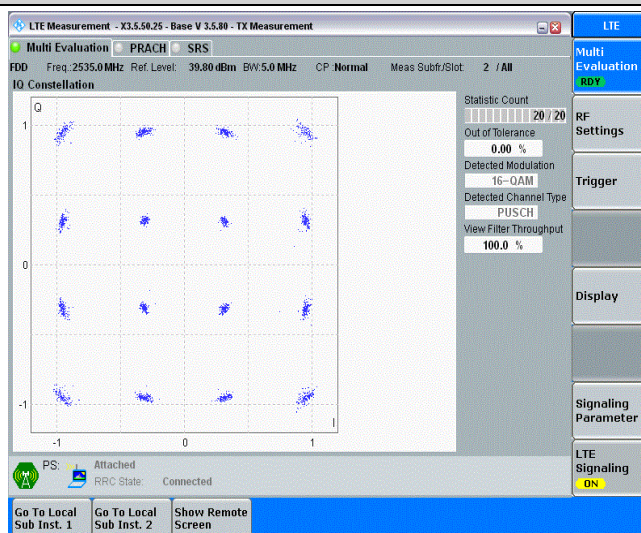 LTE Measurement - X3.5.50.25 - Base V 3.5.80 - TX Measurement
LTE
Multi Evaluation PRACH SRS
FDD Freq.:2535.0 MHz Ref. Level: 39.80 dBm BW:5.0 MHz CP :Normal Meas Subfr./Slot: 2 / All
IQ Constellation
Q
1
0
-1
I
-1 0 1
Statistic Count
20 / 20
Out of Tolerance
0.00 %
Detected Modulation
16-QAM
Detected Channel Type
PUSCH
View Filter Throughput
100.0 %
Multi
Evaluation
RDY
RF
Settings
Trigger
Display
Signaling
Parameter
LTE
Signaling
ON
PS: Attached
RRC State: Connected
Go To Local
Sub Inst. 1
Go To Local
Sub Inst. 2
Show Remote
Screen